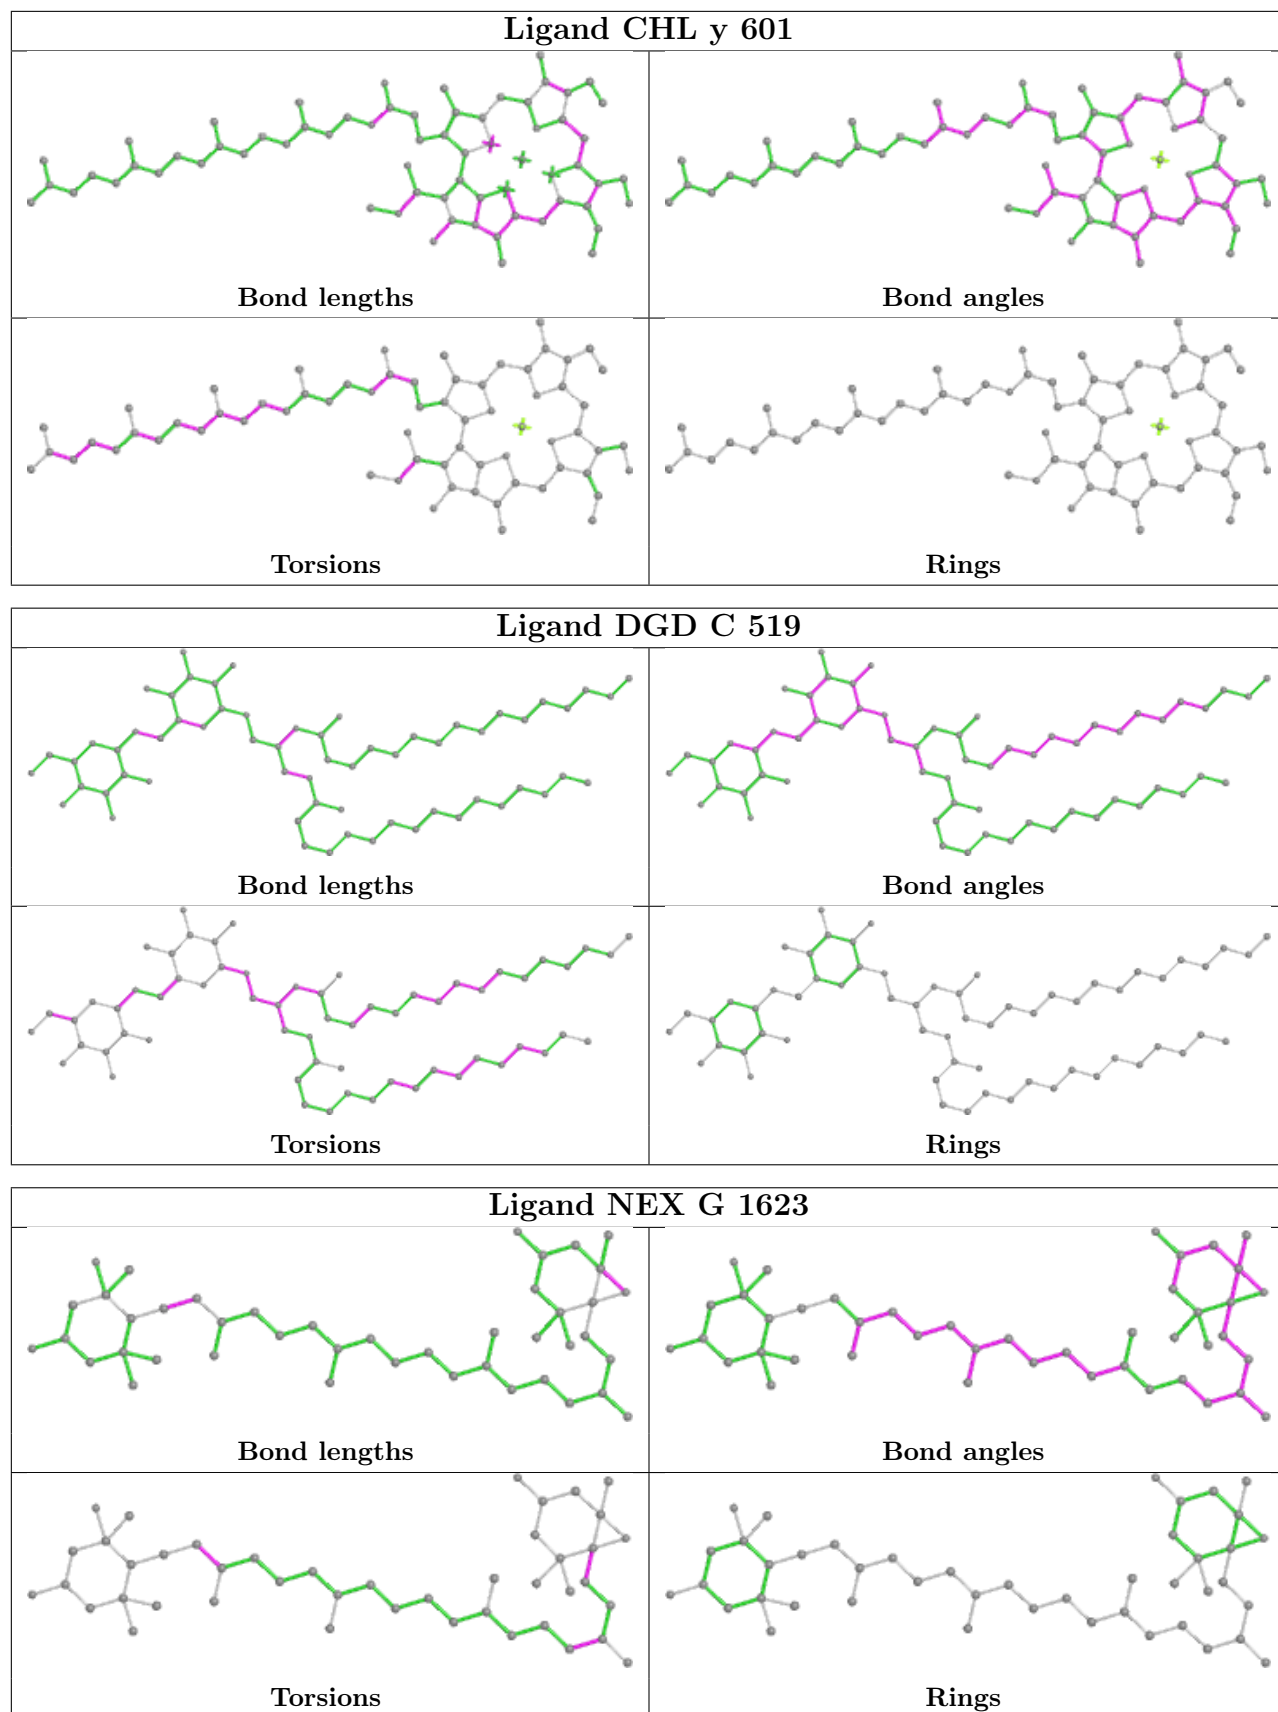 Ligand CHL y 601
Bond lengths
Bond angles
Torsions
Rings
Ligand DGD C 519
Bond lengths
Bond angles
Torsions
Rings
Ligand NEX G 1623
Bond lengths
Bond angles
Torsions
Rings